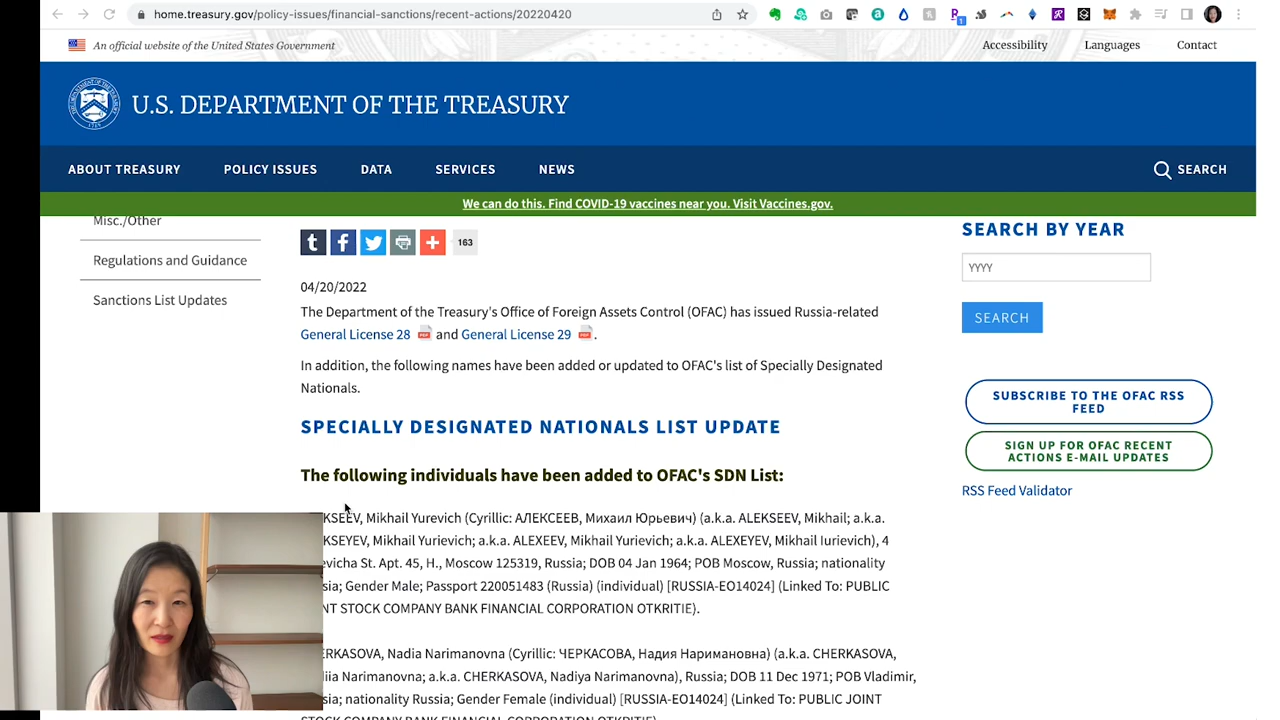 home.treasury.gov/policy-issues/financial-sanctions/recent-actions/20220420
An official website of the United States Government
Accessibility
Languages
Contact
U.S. DEPARTMENT OF THE TREASURY
ABOUT TREASURY
POLICY ISSUES
DATA
SERVICES
NEWS
SEARCH
We can do this. Find COVID-19 vaccines near you. Visit Vaccines.gov.
Misc./Other
Regulations and Guidance
Sanctions List Updates
163
04/20/2022
The Department of the Treasury's Office of Foreign Assets Control (OFAC) has issued Russia-related
General License 28 and General License 29 .
In addition, the following names have been added or updated to OFAC's list of Specially Designated
Nationals.
SPECIALLY DESIGNATED NATIONALS LIST UPDATE
The following individuals have been added to OFAC's SDN List:
KSEEV, Mikhail Yurevich (Cyrillic: АЛЕКСЕЕВ, Михаил Юрьевич) (a.k.a. ALEKSEEV, Mikhail; a.k.a.
KSEYEV, Mikhail Yurievich; a.k.a. ALEXEEV, Mikhail Yurievich; a.k.a. ALEXEYEV, Mikhail Iurievich), 4
evicha St. Apt. 45, H., Moscow 125319, Russia; DOB 04 Jan 1964; POB Moscow, Russia; nationality
sia; Gender Male; Passport 220051483 (Russia) (individual) [RUSSIA-EO14024] (Linked To: PUBLIC
NT STOCK COMPANY BANK FINANCIAL CORPORATION OTKRITIE).
HERKASOVA, Nadia Narimanovna (Cyrillic: ЧЕРКАСОВА, Надия Наримановна) (a.k.a. CHERKASOVA,
iia Narimanovna; a.k.a. CHERKASOVA, Nadiya Narimanovna), Russia; DOB 11 Dec 1971; POB Vladimir,
sia; nationality Russia; Gender Female (individual) [RUSSIA-EO14024] (Linked To: PUBLIC JOINT
STOCK COMPANY BANK FINANCIAL CORPORATION OTKRITIE).
SEARCH BY YEAR
YYYY
SEARCH
SUBSCRIBE TO THE OFAC RSS
FEED
SIGN UP FOR OFAC RECENT
ACTIONS E-MAIL UPDATES
RSS Feed Validator